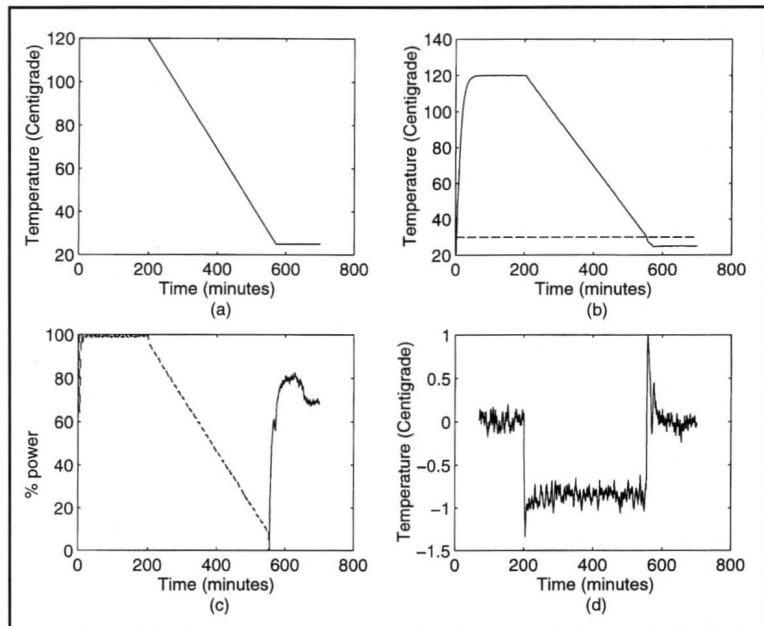 120
100
80
60
40
20
Temperature (Centigrade)
0 200 400 600 800
Time (minutes)
(a)
140
120
100
80
60
40
20
Temperature (Centigrade)
0 200 400 600 800
Time (minutes)
(b)
100
80
60
40
20
0
% power
0 200 400 600 800
Time (minutes)
(c)
1
0.5
0
−0.5
−1
−1.5
Temperature (Centigrade)
0 200 400 600 800
Time (minutes)
(d)